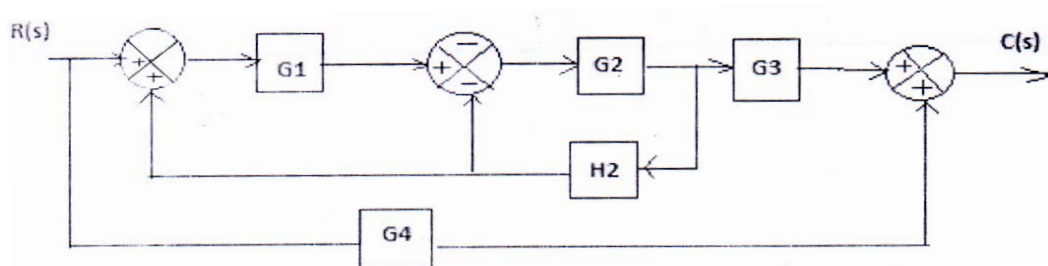 R(s)
C(s)
G1
G2
G3
H2
G4
+
+
−
+
−
+
+